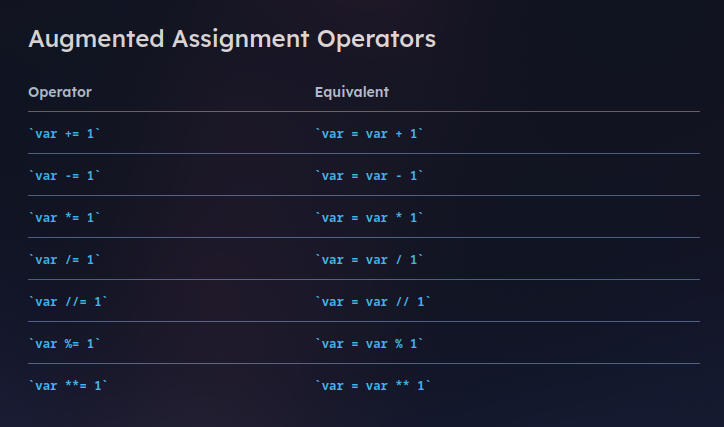 Augmented Assignment Operators
Operator Equivalent
`var += 1` `var = var + 1`
`var -= 1` `var = var - 1`
`var *= 1` `var = var * 1`
`var /= 1` `var = var / 1`
`var //= 1` `var = var // 1`
`var %= 1` `var = var % 1`
`var **= 1` `var = var ** 1`